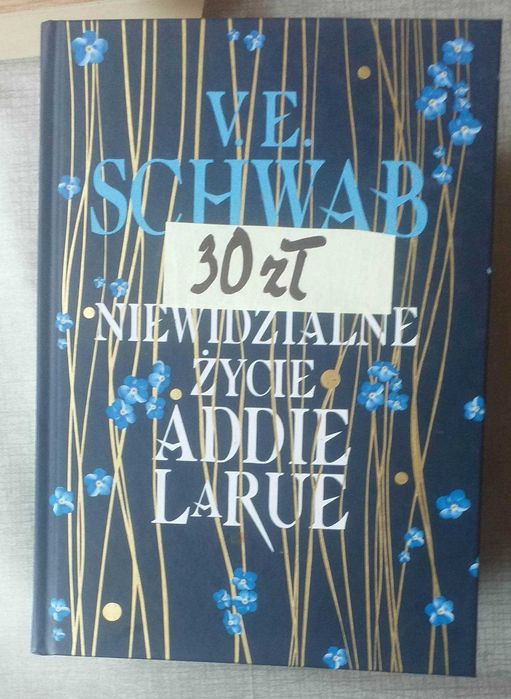 V. E.
SCHWAB
30 zł
NIEWIDZIALNE
ŻYCIE
ADDIE
LARUE